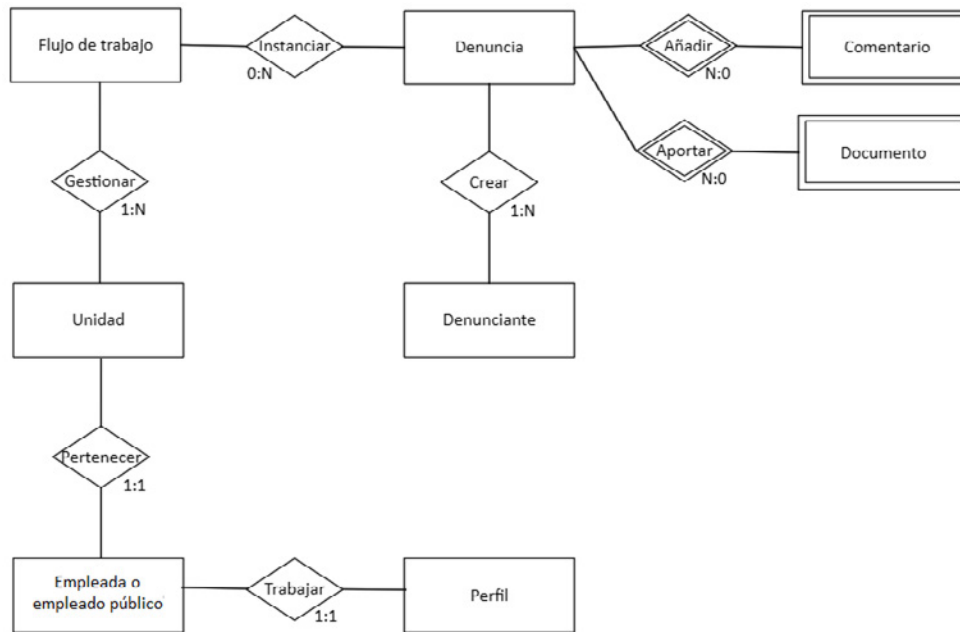 Flujo de trabajo
Instanciar
0:N
Denuncia
Añadir
N:0
Comentario
Gestionar
1:N
Crear
1:N
Aportar
N:0
Documento
Unidad
Denunciante
Pertenecer
1:1
Empleada o
empleado público
Trabajar
1:1
Perfil